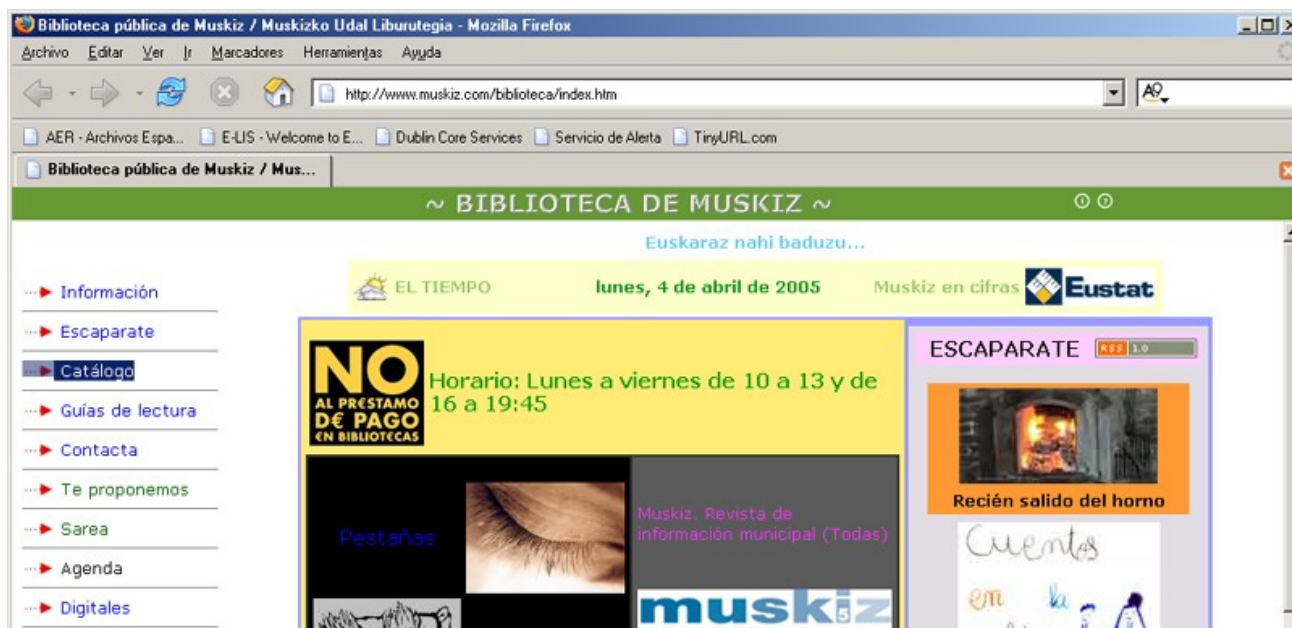 Biblioteca pública de Muskiz / Muskizko Udal Liburutegia - Mozilla Firefox
Archivo Editar Ver Ir Marcadores Herramientas Ayuda
http://www.muskiz.com/biblioteca/index.htm
A9
AER - Archivos Espa... E-LIS - Welcome to E... Dublin Core Services Servicio de Alerta TinyURL.com
Biblioteca pública de Muskiz / Mus...
~ BIBLIOTECA DE MUSKIZ ~
Euskaraz nahi baduzu...
EL TIEMPO lunes, 4 de abril de 2005 Muskiz en cifras Eustat
Información
Escaparate
Catálogo
Guías de lectura
Contacta
Te proponemos
Sarea
Agenda
Digitales
NO
AL PRESTAMO
D€ PAGO
EN BIBLIOTECAS
Horario: Lunes a viernes de 10 a 13 y de
16 a 19:45
Pestañas
Muskiz. Revista de
información municipal (Todas)
muskiz
5
ESCAPARATE RSS 1.0
Recién salido del horno
Cuentos
en la